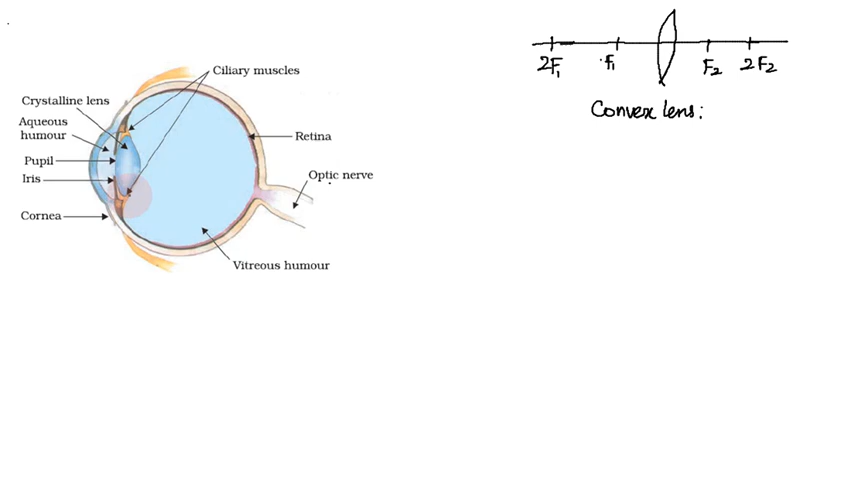 Ciliary muscles
Crystalline lens
Aqueous
humour
Pupil
Iris
Cornea
Retina
Optic nerve
Vitreous humour
2F₁ F₁ F₂ 2F₂
Convex lens: